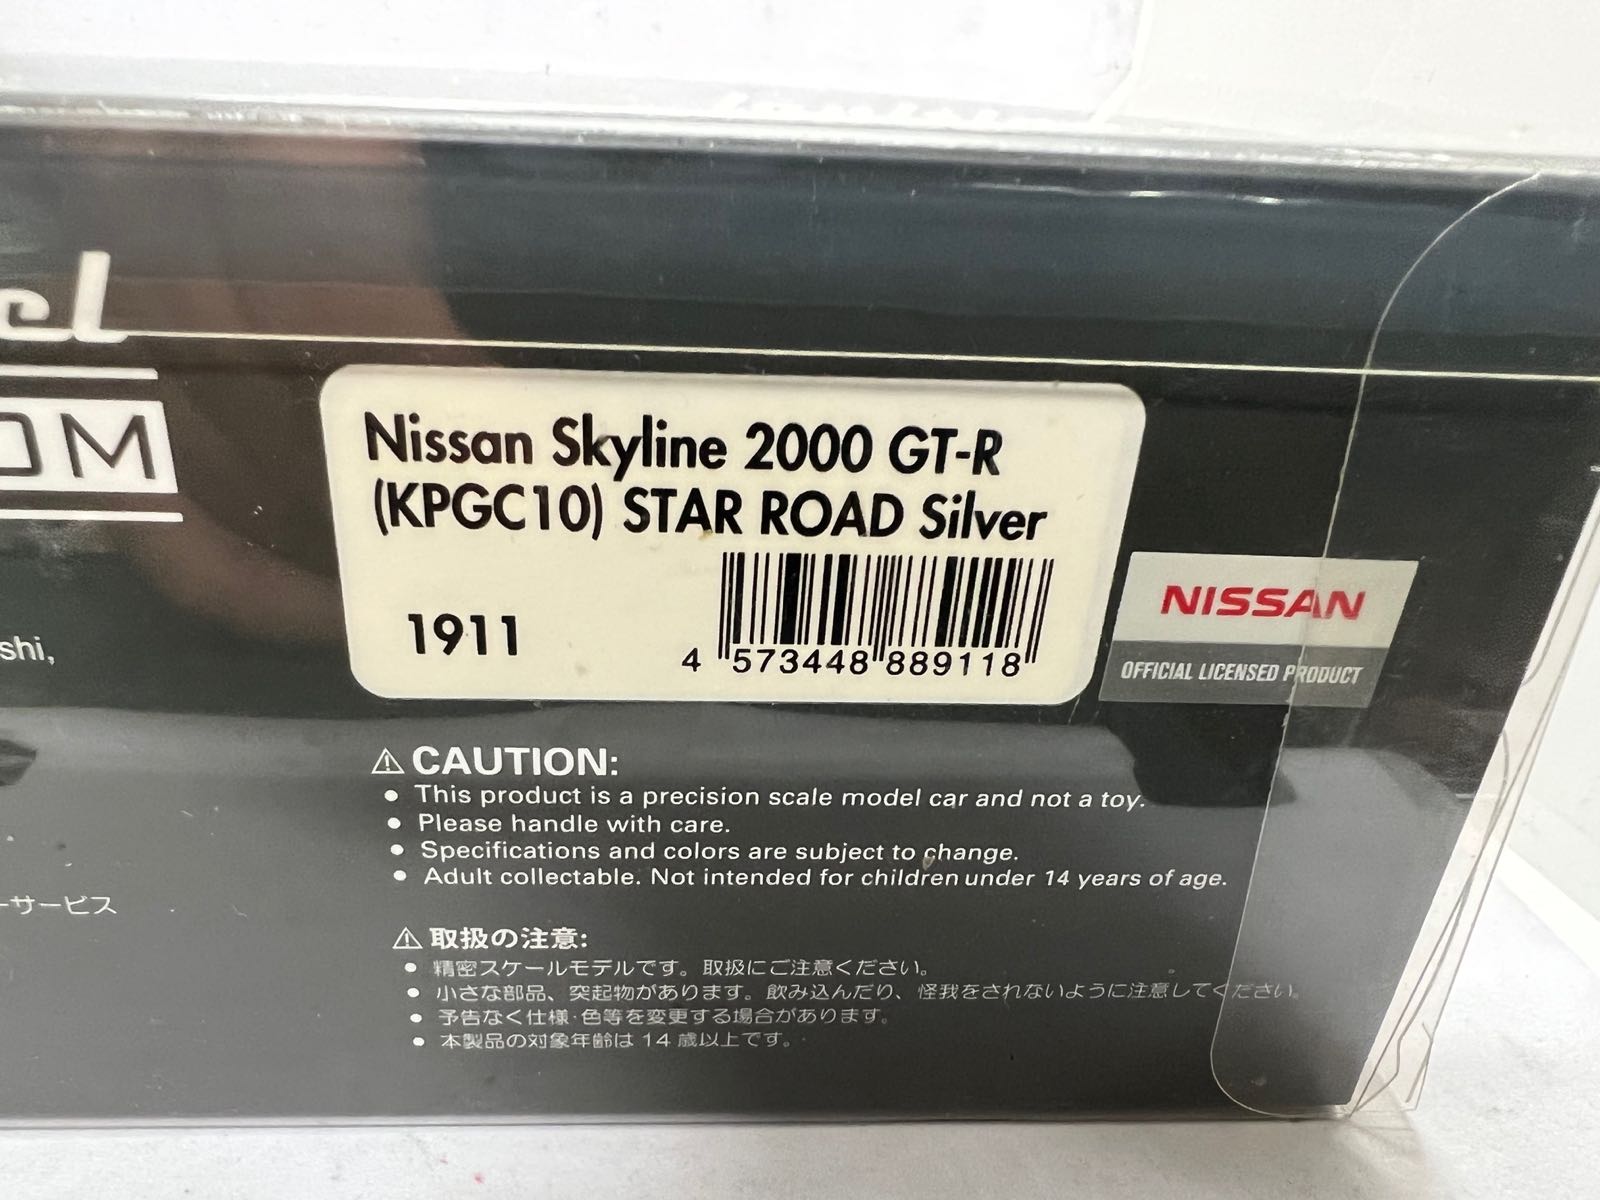 Nissan Skyline 2000 GT-R
(KPGC10) STAR ROAD Silver
1911
4 573448 889118
NISSAN
OFFICIAL LICENSED PRODUCT
shi,
ーサービス
⚠ CAUTION:
● This product is a precision scale model car and not a toy.
● Please handle with care.
● Specifications and colors are subject to change.
● Adult collectable. Not intended for children under 14 years of age.
⚠ 取扱の注意:
● 精密スケールモデルです。取扱にご注意ください。
● 小さな部品、突起物があります。飲み込んだり、怪我をされないように注意してください。
● 予告なく仕様·色等を変更する場合があります。
● 本製品の対象年齢は 14 歳以上です。